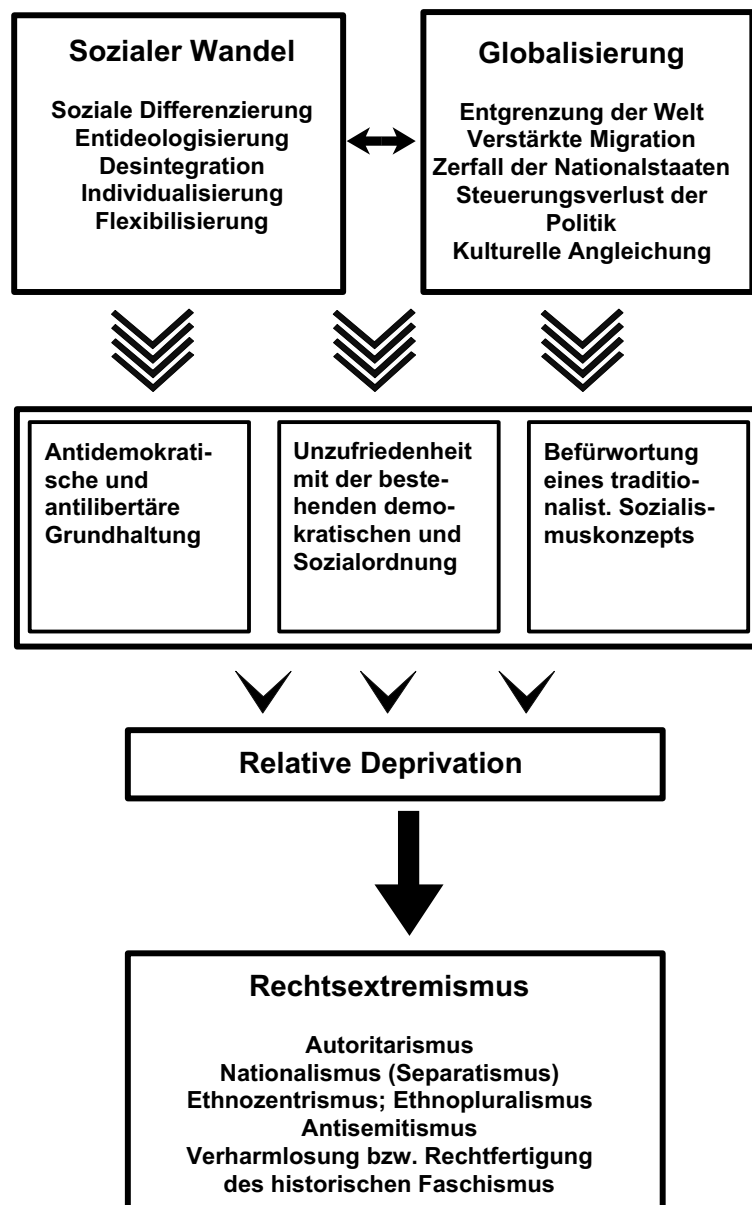 Sozialer Wandel
Soziale Differenzierung
Entideologisierung
Desintegration
Individualisierung
Flexibilisierung
Globalisierung
Entgrenzung der Welt
Verstärkte Migration
Zerfall der Nationalstaaten
Steuerungsverlust der
Politik
Kulturelle Angleichung
Antidemokrati-
sche und
antilibertäre
Grundhaltung
Unzufriedenheit
mit der beste-
henden demo-
kratischen und
Sozialordnung
Befürwortung
eines traditio-
nalist. Sozialis-
muskonzepts
Relative Deprivation
Rechtsextremismus
Autoritarismus
Nationalismus (Separatismus)
Ethnozentrismus; Ethnopluralismus
Antisemitismus
Verharmlosung bzw. Rechtfertigung
des historischen Faschismus